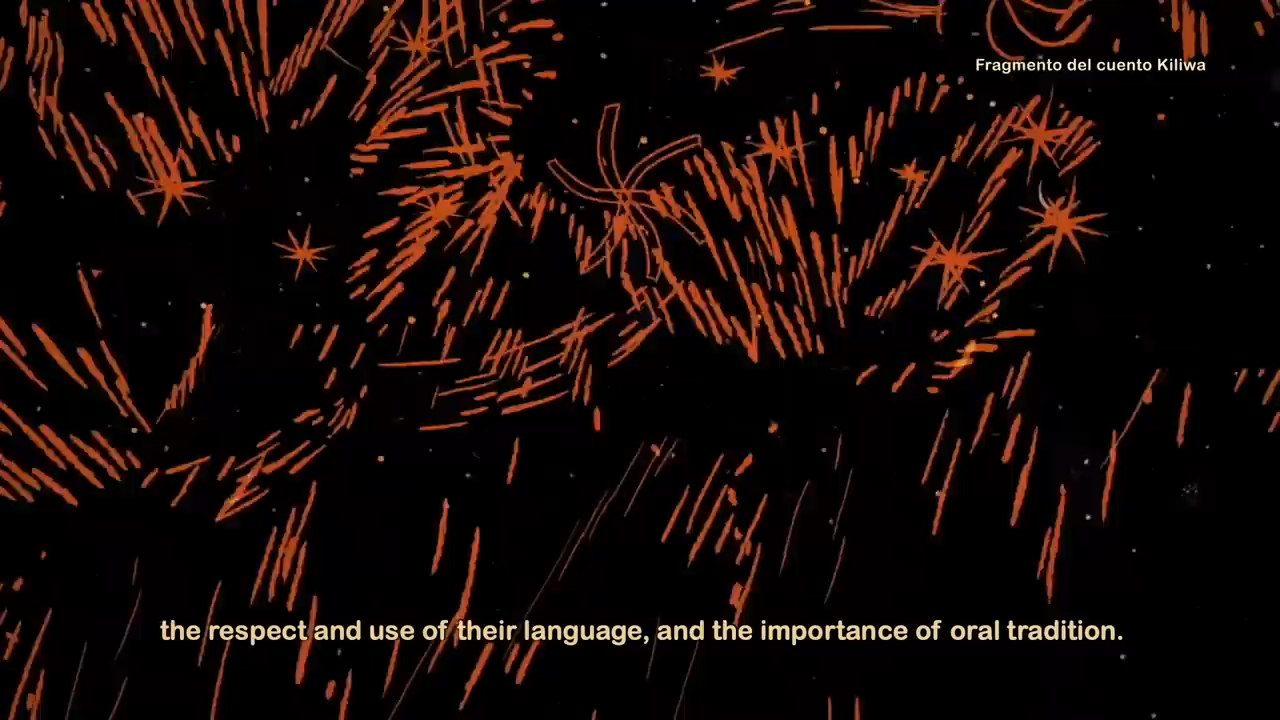 Fragmento del cuento Kiliwa
the respect and use of their language, and the importance of oral tradition.